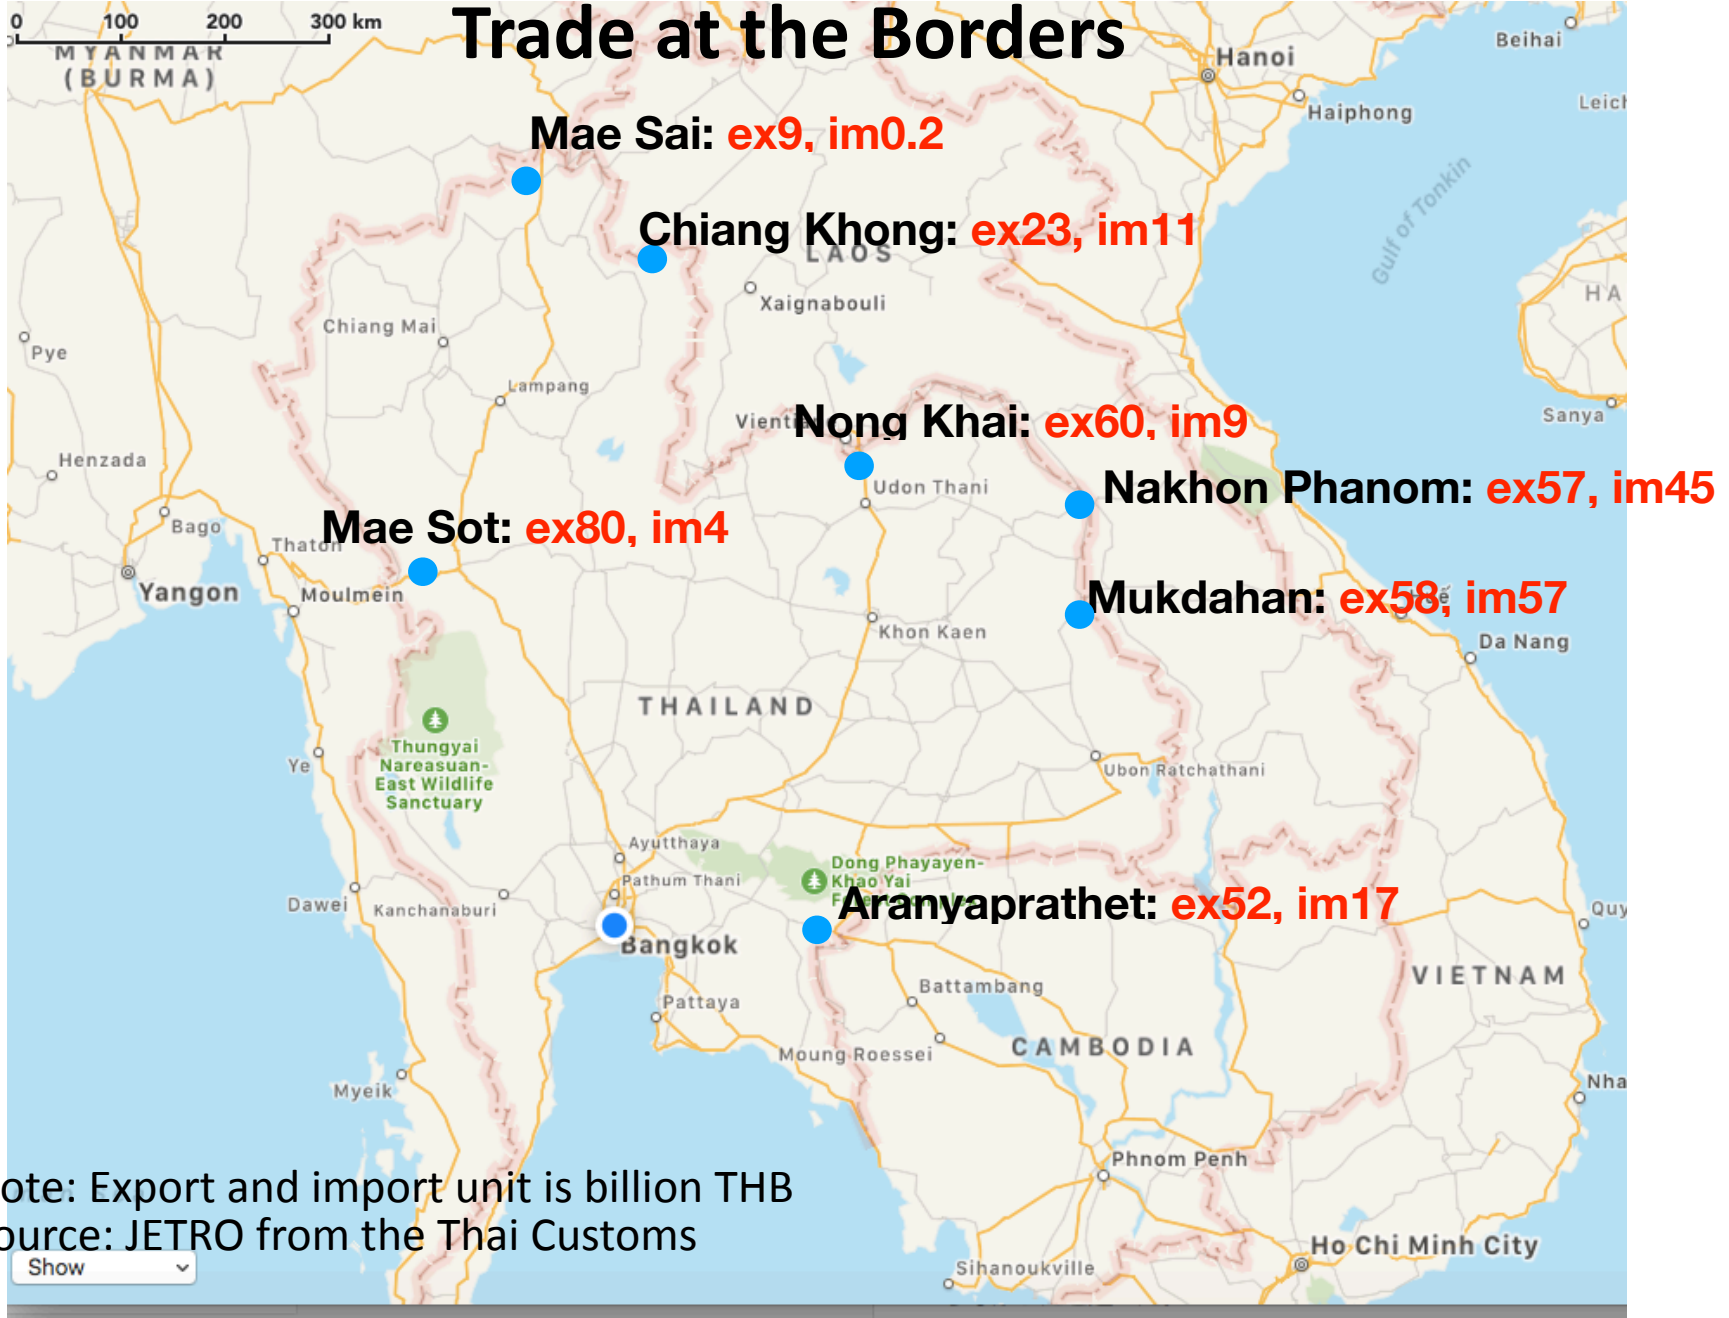 0 100 200 300 km
Trade at the Borders
MYANMAR
(BURMA)
Hanoi
Beihai
Haiphong
Leich
Mae Sai: ex9, im0.2
Gulf of Tonkin
Chiang Khong: ex23, im11
LAOS
Xaignabouli
HA
Chiang Mai
Pye
Lampang
Sanya
Nong Khai: ex60, im9
Henzada
Udon Thani
Nakhon Phanom: ex57, im45
Bago
Thaton
Mae Sot: ex80, im4
Yangon
Moulmein
Mukdahan: ex58, im57
Khon Kaen
Da Nang
THAILAND
Thungyai
Nareasuan-
East Wildlife
Sanctuary
Ye
Ubon Ratchathani
Ayutthaya
Pathum Thani
Dong Phayayen-
Khao Yai
Dawei
Kanchanaburi
Aranyaprathet: ex52, im17
Quy
Bangkok
VIETNAM
Battambang
Pattaya
Moung Roessei
CAMBODIA
Myeik
Nha
Phnom Penh
ote: Export and import unit is billion THB
ource: JETRO from the Thai Customs
Show
Ho Chi Minh City
Sihanoukville